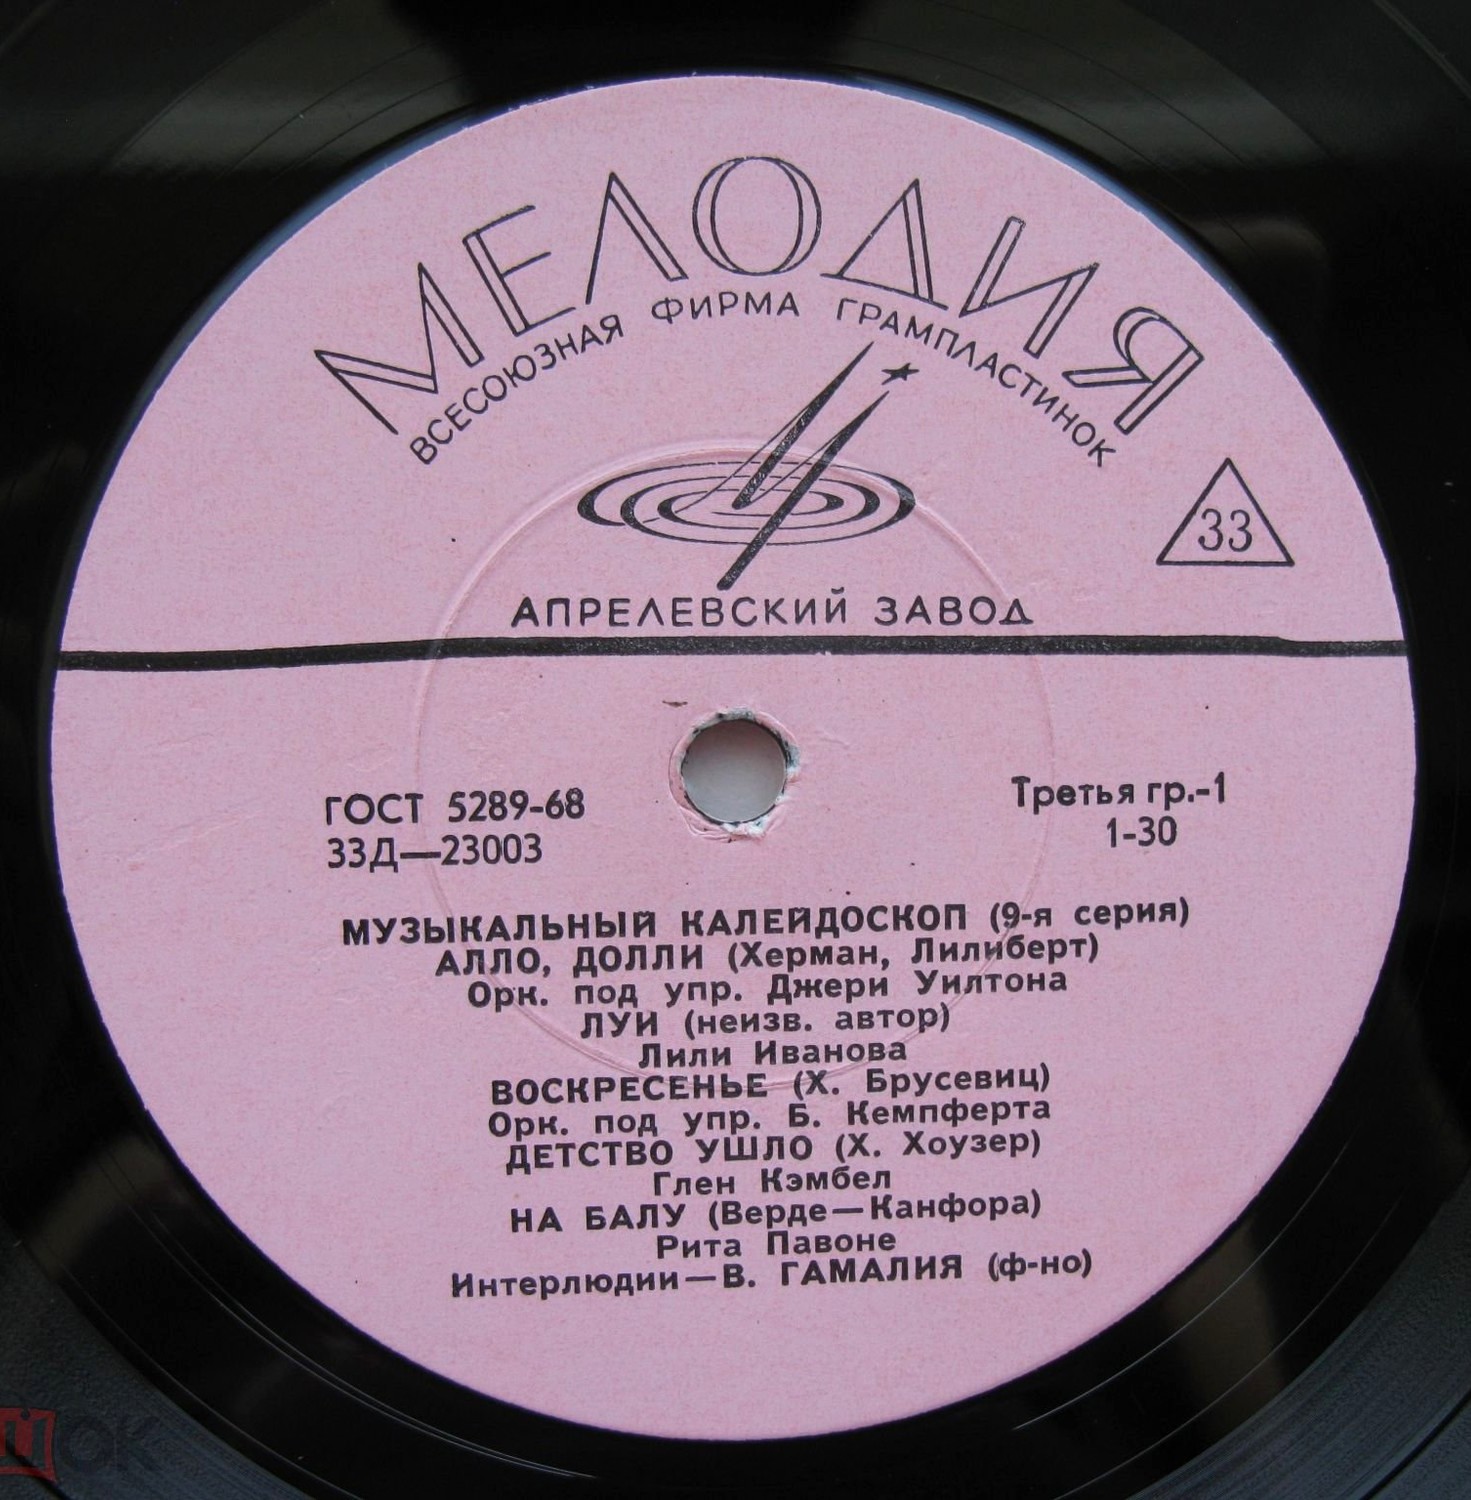 МЕЛОДИЯ
ВСЕСОЮЗНАЯ ФИРМА ГРАМПЛАСТИНОК
33
АПРЕЛЕВСКИЙ ЗАВОД
ГОСТ 5289-68
33Д—23003
Третья гр.-1
1-30
МУЗЫКАЛЬНЫЙ КАЛЕЙДОСКОП (9-я серия)
АЛЛО, ДОЛЛИ (Херман, Лилиберт)
Орк. под упр. Джери Уилтона
ЛУИ (неизв. автор)
Лили Иванова
ВОСКРЕСЕНЬЕ (Х. Брусевиц)
Орк. под упр. Б. Кемпферта
ДЕТСТВО УШЛО (Х. Хоузер)
Глен Кэмбел
НА БАЛУ (Верде—Канфора)
Рита Павоне
Интерлюдии—В. ГАМАЛИЯ (ф-но)